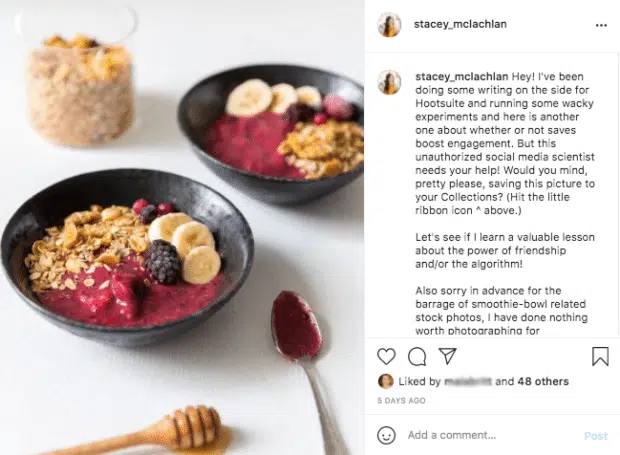 stacey_mclachlan
stacey_mclachlan Hey! I've been
doing some writing on the side for
Hootsuite and running some wacky
experiments and here is another
one about whether or not saves
boost engagement. But this
unauthorized social media scientist
needs your help! Would you mind,
pretty please, saving this picture to
your Collections? (Hit the little
ribbon icon ^ above.)
Let's see if I learn a valuable lesson
about the power of friendship
and/or the algorithm!
Also sorry in advance for the
barrage of smoothie-bowl related
stock photos, I have done nothing
worth photographing for
Liked by and 48 others
5 DAYS AGO
Add a comment...
Post